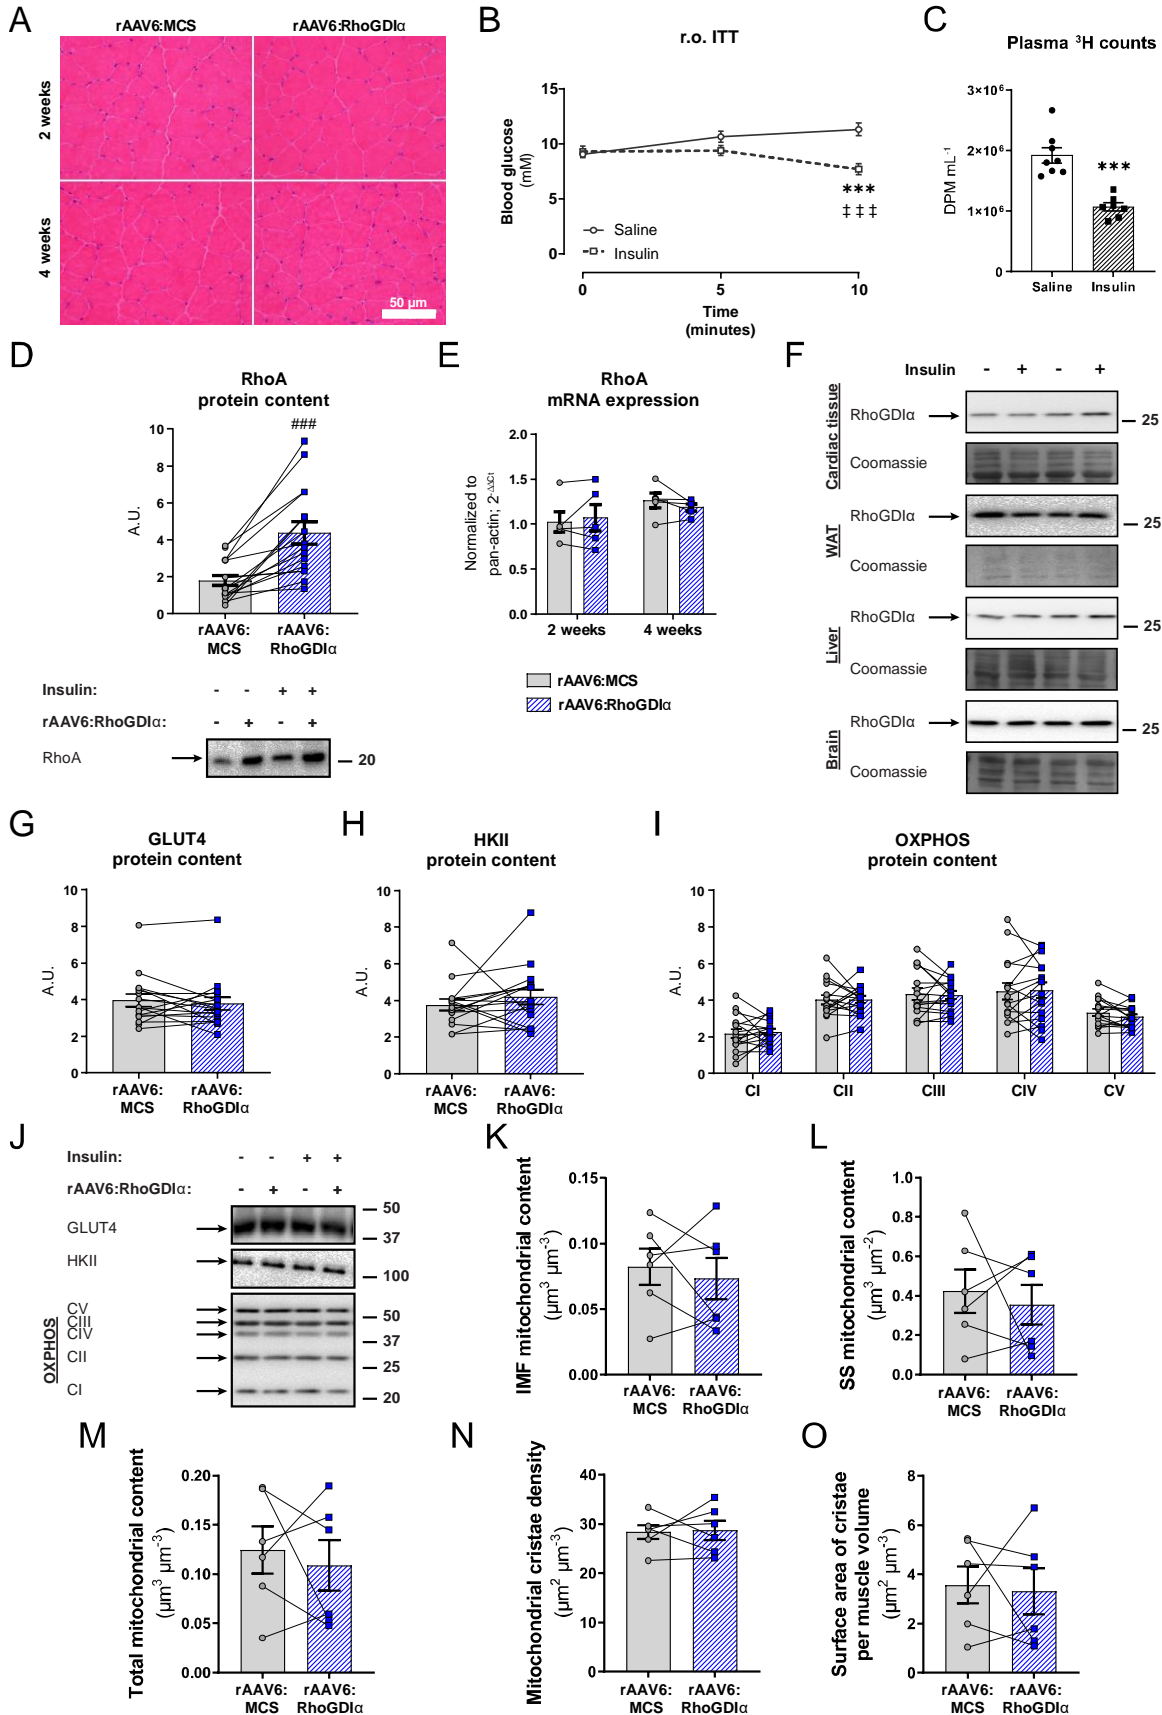 A
rAAV6:MCS
rAAV6:RhoGDIα
2 weeks
4 weeks
50 µm
B
r.o. ITT
Blood glucose
(mM)
15
10
5
0
Saline
Insulin
***
‡‡‡
0
5
10
Time
(minutes)
C
Plasma ³H counts
DPM mL⁻¹
3×10⁶
2×10⁶
1×10⁶
0
***
Saline
Insulin
D
RhoA
protein content
###
A.U.
10
8
6
4
2
0
rAAV6:
MCS
rAAV6:
RhoGDIα
Insulin:
- - + +
rAAV6:RhoGDIα:
- + - +
RhoA
20
E
RhoA
mRNA expression
Normalized to
pan-actin; 2^-ΔΔCt
2.0
1.5
1.0
0.5
0.0
2 weeks
4 weeks
rAAV6:MCS
rAAV6:RhoGDIα
F
Insulin
- + - +
Cardiac tissue
RhoGDIα
25
Coomassie
WAT
RhoGDIα
25
Coomassie
Liver
RhoGDIα
25
Coomassie
Brain
RhoGDIα
25
Coomassie
G
GLUT4
protein content
A.U.
10
8
6
4
2
0
rAAV6:
MCS
rAAV6:
RhoGDIα
H
HKII
protein content
A.U.
10
8
6
4
2
0
rAAV6:
MCS
rAAV6:
RhoGDIα
I
OXPHOS
protein content
A.U.
10
8
6
4
2
0
CI
CII
CIII
CIV
CV
J
Insulin:
- - + +
rAAV6:RhoGDIα:
- + - +
GLUT4
50
37
HKII
100
OXPHOS
CV
CIII
CIV
CII
CI
50
37
25
20
K
IMF mitochondrial content
(µm³ µm⁻³)
0.15
0.10
0.05
0.00
rAAV6:
MCS
rAAV6:
RhoGDIα
L
SS mitochondrial content
(µm³ µm⁻²)
1.0
0.8
0.6
0.4
0.2
0.0
rAAV6:
MCS
rAAV6:
RhoGDIα
M
Total mitochondrial content
(µm³ µm⁻³)
0.20
0.15
0.10
0.05
0.00
rAAV6:
MCS
rAAV6:
RhoGDIα
N
Mitochondrial cristae density
(µm² µm⁻³)
40
30
20
10
0
rAAV6:
MCS
rAAV6:
RhoGDIα
O
Surface area of cristae
per muscle volume
(µm² µm⁻³)
8
6
4
2
0
rAAV6:
MCS
rAAV6:
RhoGDIα